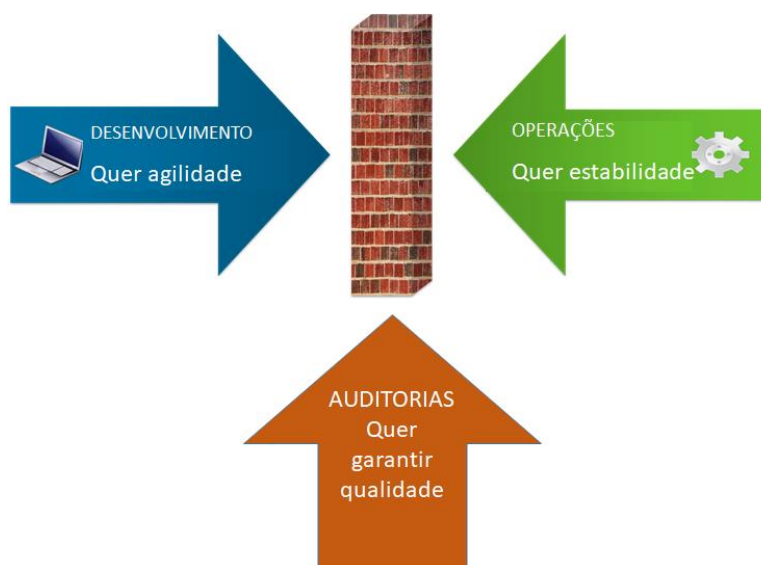 DESENVOLVIMENTO
Quer agilidade
OPERAÇÕES
Quer estabilidade
AUDITORIAS
Quer
garantir
qualidade